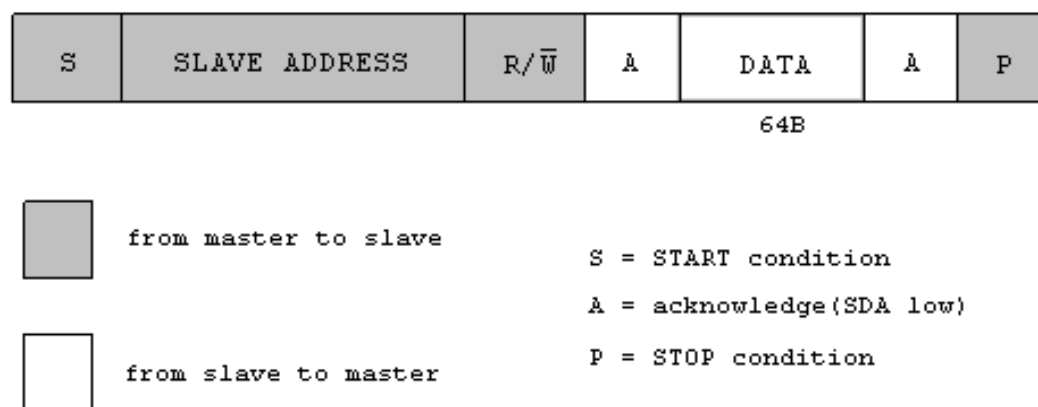 S SLAVE ADDRESS R/W̅ A DATA A P
64B
from master to slave
S = START condition
A = acknowledge(SDA low)
P = STOP condition
from slave to master